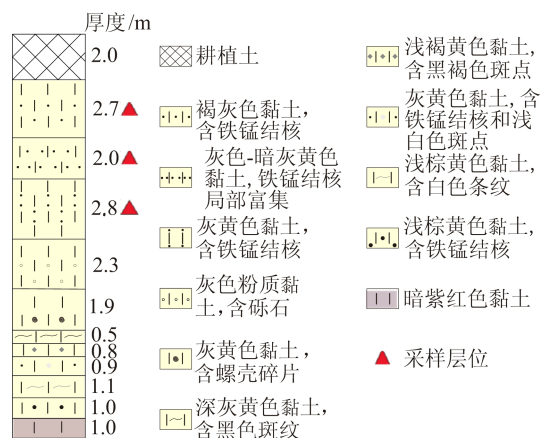 厚度/m
2.0
2.7
2.0
2.8
2.3
1.9
0.5
0.8
0.9
1.1
1.0
1.0
耕植土
褐灰色黏土,
含铁锰结核
灰色-暗灰黄色
黏土,铁锰结核
局部富集
灰黄色黏土,
含铁锰结核
灰色粉质黏
土,含砾石
灰黄色黏土,
含螺壳碎片
深灰黄色黏土,
含黑色斑纹
浅褐黄色黏土,
含黑褐色斑点
灰黄色黏土,含
铁锰结核和浅
白色斑点
浅棕黄色黏土,
含白色条纹
浅棕黄色黏土,
含铁锰结核
暗紫红色黏土
采样层位